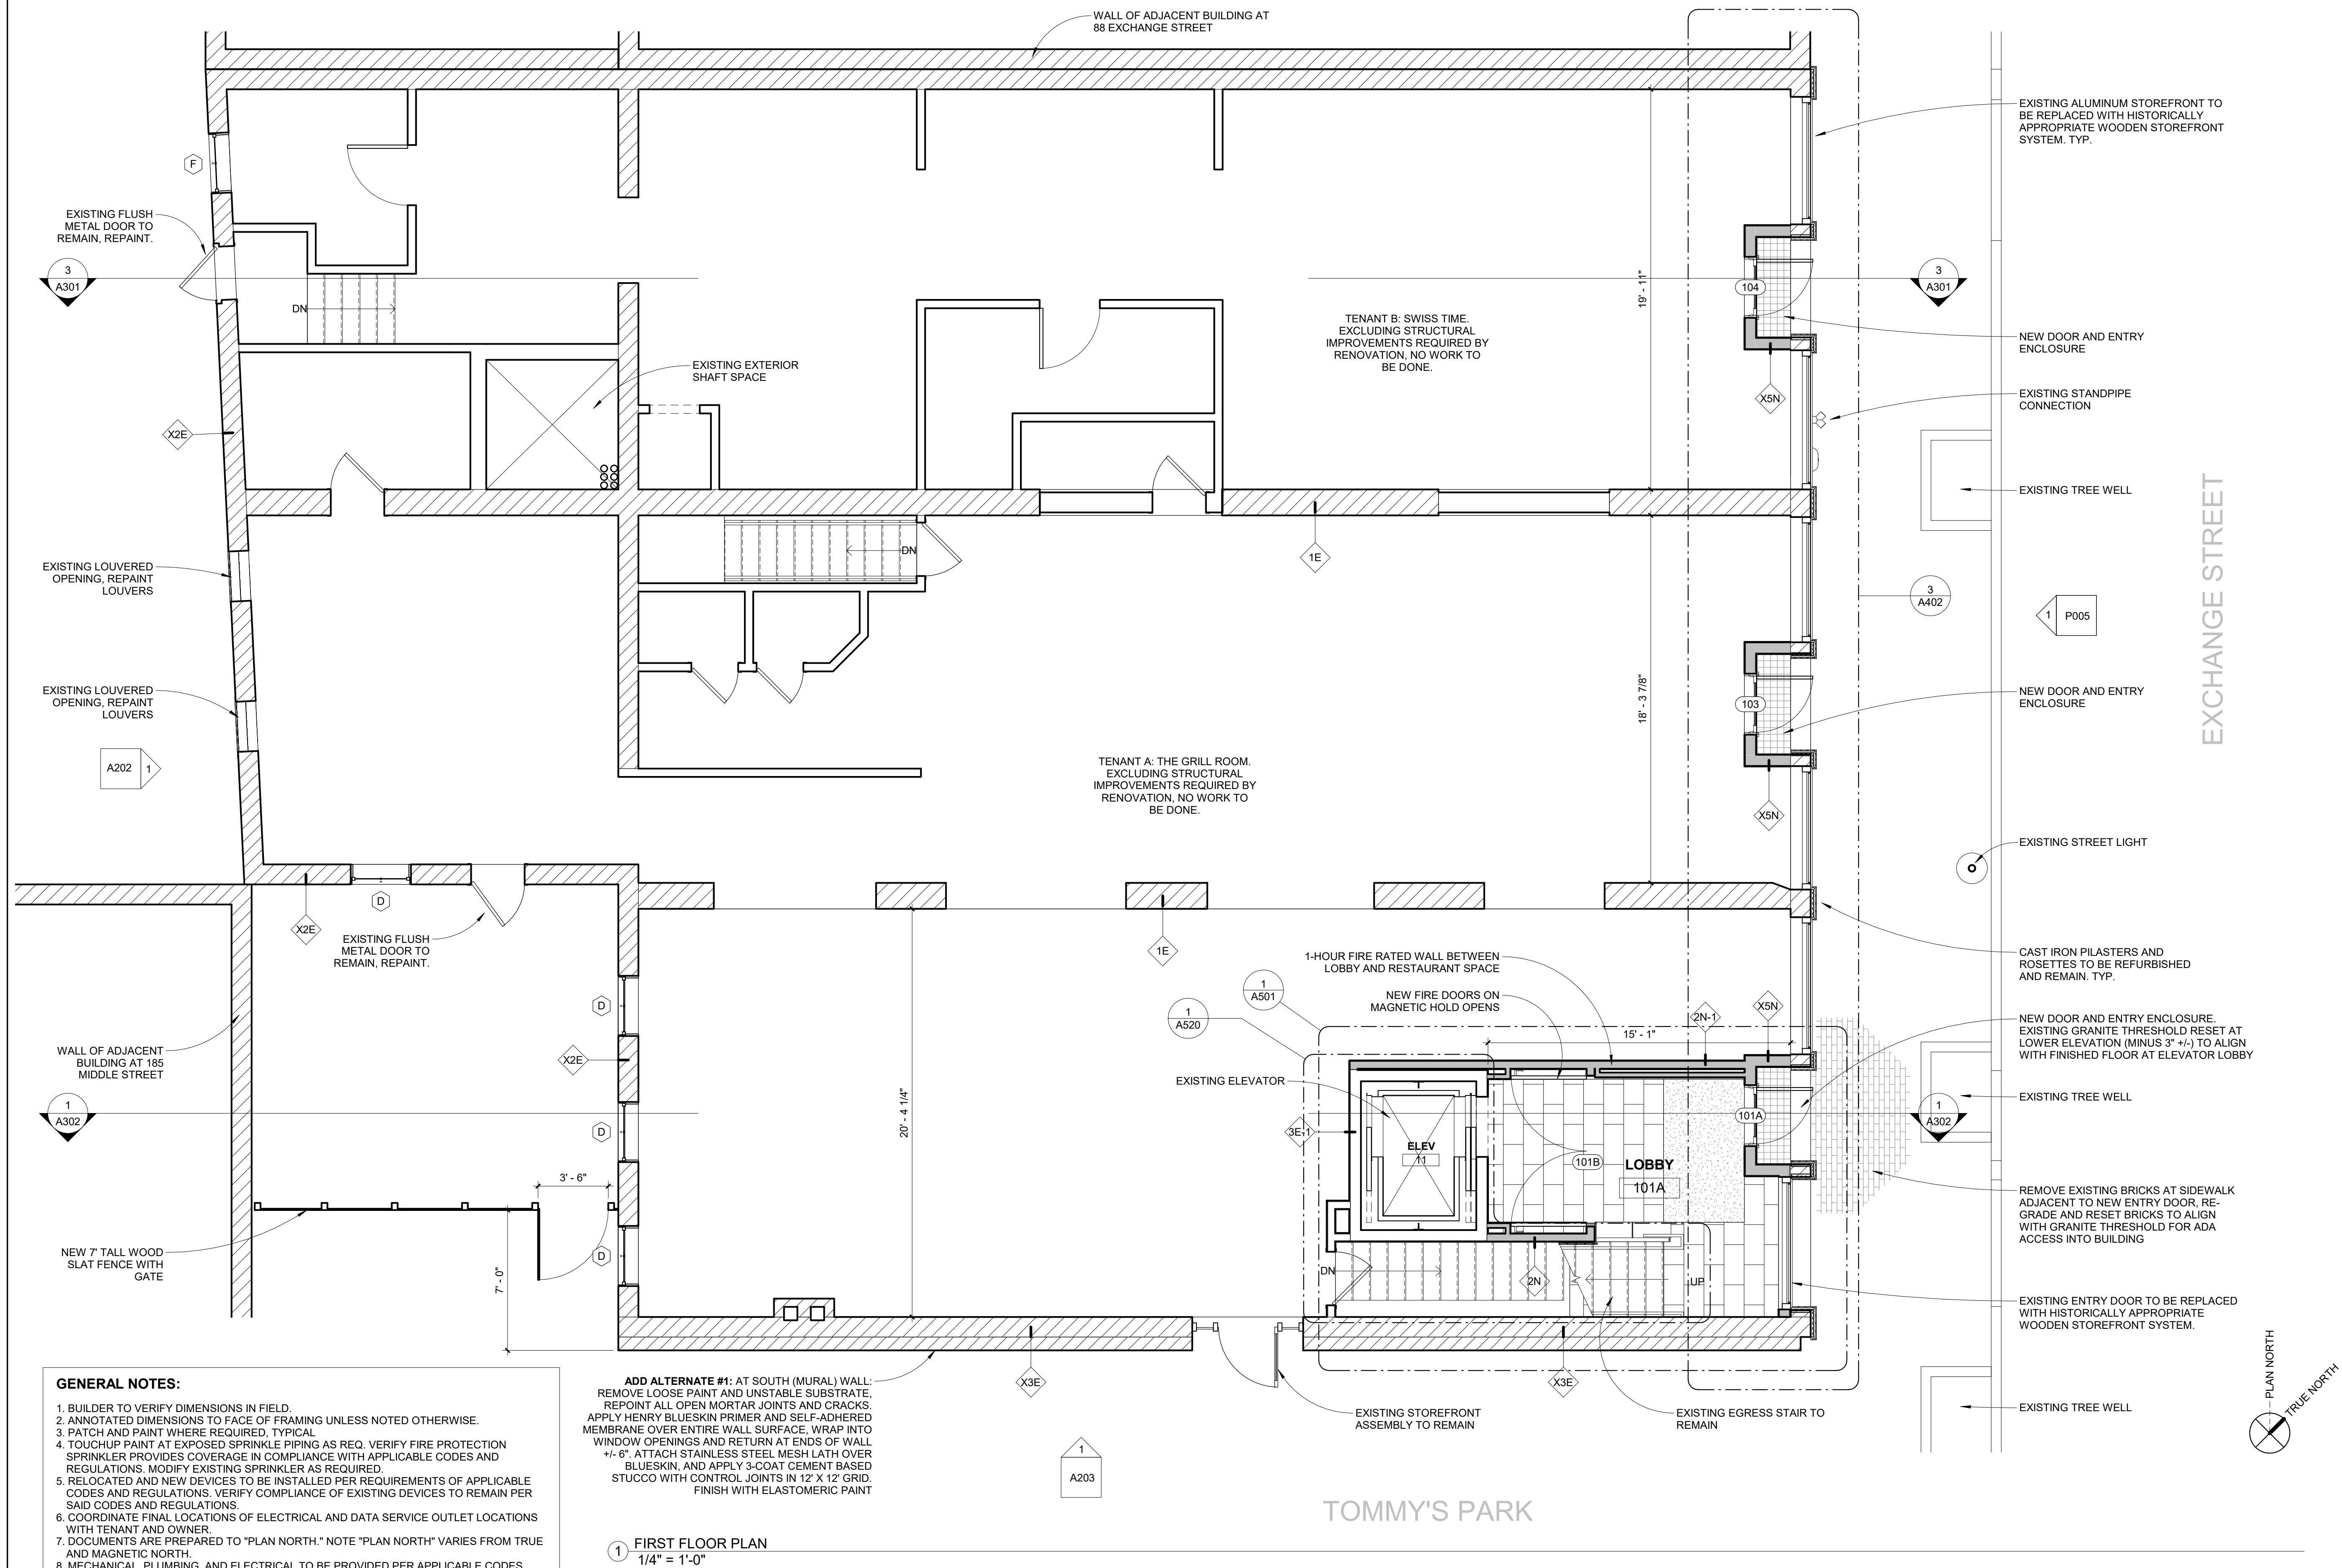 WALL OF ADJACENT BUILDING AT
88 EXCHANGE STREET
EXISTING ALUMINUM STOREFRONT TO
BE REPLACED WITH HISTORICALLY
APPROPRIATE WOODEN STOREFRONT
SYSTEM. TYP.
F
EXISTING FLUSH
METAL DOOR TO
REMAIN, REPAINT.
3
A301
DN
19' - 11"
104
3
A301
TENANT B: SWISS TIME.
EXCLUDING STRUCTURAL
IMPROVEMENTS REQUIRED BY
RENOVATION, NO WORK TO
BE DONE.
NEW DOOR AND ENTRY
ENCLOSURE
EXISTING EXTERIOR
SHAFT SPACE
X5N
EXISTING STANDPIPE
CONNECTION
X2E
EXISTING TREE WELL
EXCHANGE STREET
DN
1E
EXISTING LOUVERED
OPENING, REPAINT
LOUVERS
3
A402
1
P005
EXISTING LOUVERED
OPENING, REPAINT
LOUVERS
18' - 3 7/8"
103
NEW DOOR AND ENTRY
ENCLOSURE
A202
1
TENANT A: THE GRILL ROOM.
EXCLUDING STRUCTURAL
IMPROVEMENTS REQUIRED BY
RENOVATION, NO WORK TO
BE DONE.
X5N
EXISTING STREET LIGHT
D
X2E
EXISTING FLUSH
METAL DOOR TO
REMAIN, REPAINT.
1E
1-HOUR FIRE RATED WALL BETWEEN
LOBBY AND RESTAURANT SPACE
CAST IRON PILASTERS AND
ROSETTES TO BE REFURBISHED
AND REMAIN. TYP.
1
A501
NEW FIRE DOORS ON
MAGNETIC HOLD OPENS
D
1
A520
2N-1
X5N
15' - 1"
NEW DOOR AND ENTRY ENCLOSURE.
EXISTING GRANITE THRESHOLD RESET AT
LOWER ELEVATION (MINUS 3" +/-) TO ALIGN
WITH FINISHED FLOOR AT ELEVATOR LOBBY
WALL OF ADJACENT
BUILDING AT 185
MIDDLE STREET
X2E
EXISTING ELEVATOR
EXISTING TREE WELL
1
A302
20' - 4 1/4"
D
3E-1
ELEV
11
101B
LOBBY
101A
101A
1
A302
3' - 6"
REMOVE EXISTING BRICKS AT SIDEWALK
ADJACENT TO NEW ENTRY DOOR, RE-
GRADE AND RESET BRICKS TO ALIGN
WITH GRANITE THRESHOLD FOR ADA
ACCESS INTO BUILDING
NEW 7' TALL WOOD
SLAT FENCE WITH
GATE
7' - 0"
D
DN
2N
UP
EXISTING ENTRY DOOR TO BE REPLACED
WITH HISTORICALLY APPROPRIATE
WOODEN STOREFRONT SYSTEM.
X3E
X3E
EXISTING STOREFRONT
ASSEMBLY TO REMAIN
EXISTING EGRESS STAIR TO
REMAIN
EXISTING TREE WELL
PLAN NORTH
TRUE NORTH
GENERAL NOTES:
1. BUILDER TO VERIFY DIMENSIONS IN FIELD.
2. ANNOTATED DIMENSIONS TO FACE OF FRAMING UNLESS NOTED OTHERWISE.
3. PATCH AND PAINT WHERE REQUIRED, TYPICAL
4. TOUCHUP PAINT AT EXPOSED SPRINKLE PIPING AS REQ. VERIFY FIRE PROTECTION
SPRINKLER PROVIDES COVERAGE IN COMPLIANCE WITH APPLICABLE CODES AND
REGULATIONS. MODIFY EXISTING SPRINKLER AS REQUIRED.
5. RELOCATED AND NEW DEVICES TO BE INSTALLED PER REQUIREMENTS OF APPLICABLE
CODES AND REGULATIONS. VERIFY COMPLIANCE OF EXISTING DEVICES TO REMAIN PER
SAID CODES AND REGULATIONS.
6. COORDINATE FINAL LOCATIONS OF ELECTRICAL AND DATA SERVICE OUTLET LOCATIONS
WITH TENANT AND OWNER.
7. DOCUMENTS ARE PREPARED TO "PLAN NORTH." NOTE "PLAN NORTH" VARIES FROM TRUE
AND MAGNETIC NORTH.
8. MECHANICAL, PLUMBING, AND ELECTRICAL TO BE PROVIDED PER APPLICABLE CODES
ADD ALTERNATE #1: AT SOUTH (MURAL) WALL:
REMOVE LOOSE PAINT AND UNSTABLE SUBSTRATE,
REPOINT ALL OPEN MORTAR JOINTS AND CRACKS.
APPLY HENRY BLUESKIN PRIMER AND SELF-ADHERED
MEMBRANE OVER ENTIRE WALL SURFACE, WRAP INTO
WINDOW OPENINGS AND RETURN AT ENDS OF WALL
+/- 6". ATTACH STAINLESS STEEL MESH LATH OVER
BLUESKIN, AND APPLY 3-COAT CEMENT BASED
STUCCO WITH CONTROL JOINTS IN 12' X 12' GRID.
FINISH WITH ELASTOMERIC PAINT
1
A203
TOMMY'S PARK
1
FIRST FLOOR PLAN
1/4" = 1'-0"